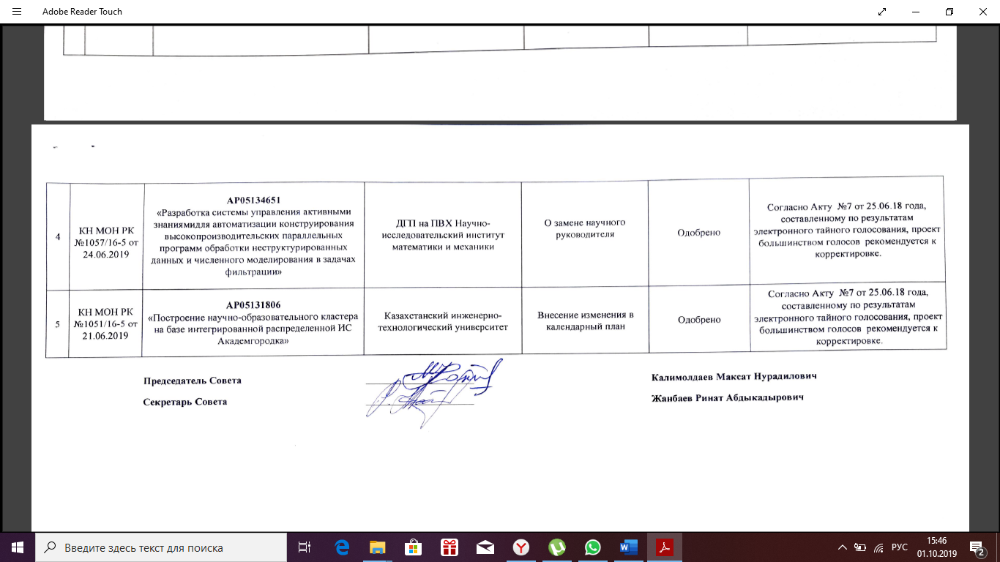 Adobe Reader Touch
4
КН МОН РК
№1057/16-5 от
24.06.2019
АР05134651
«Разработка системы управления активными
знаниямидля автоматизации конструирования
высокопроизводительских параллельных
программ обработки неструктурированных
данных и численного моделирования в задачах
фильтрации»
ДГП на ПВХ Научно-
исследовательский институт
математики и механики
О замене научного
руководителя
Одобрено
Согласно Акту №7 от 25.06.18 года,
составленному по результатам
электронного тайного голосования, проект
большинством голосов рекомендуется к
корректировке.
5
КН МОН РК
№1051/16-5 от
21.06.2019
АР05131806
«Построение научно-образовательного кластера
на базе интегрированной распределенной ИС
Академгородка»
Казахстанский инженерно-
технологический университет
Внесение изменения в
календарный план
Одобрено
Согласно Акту №7 от 25.06.18 года,
составленному по результатам
электронного тайного голосования, проект
большинством голосов рекомендуется к
корректировке.
Председатель Совета
Калимолдаев Максат Нурадилович
Секретарь Совета
Жанбаев Ринат Абдыкадырович
Введите здесь текст для поиска
РУС
15:46
01.10.2019
2